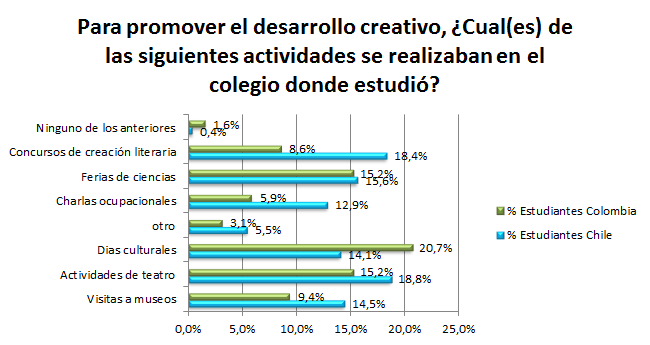 Para promover el desarrollo creativo, ¿Cual(es) de
las siguientes actividades se realizaban en el
colegio donde estudió?
Ninguno de los anteriores
1,6%
0,4%
Concursos de creación literaria
8,6%
18,4%
Ferias de ciencias
15,2%
15,6%
Charlas ocupacionales
5,9%
12,9%
otro
3,1%
5,5%
Dias culturales
20,7%
14,1%
Actividades de teatro
15,2%
18,8%
Visitas a museos
9,4%
14,5%
0,0% 5,0% 10,0% 15,0% 20,0% 25,0%
% Estudiantes Colombia
% Estudiantes Chile